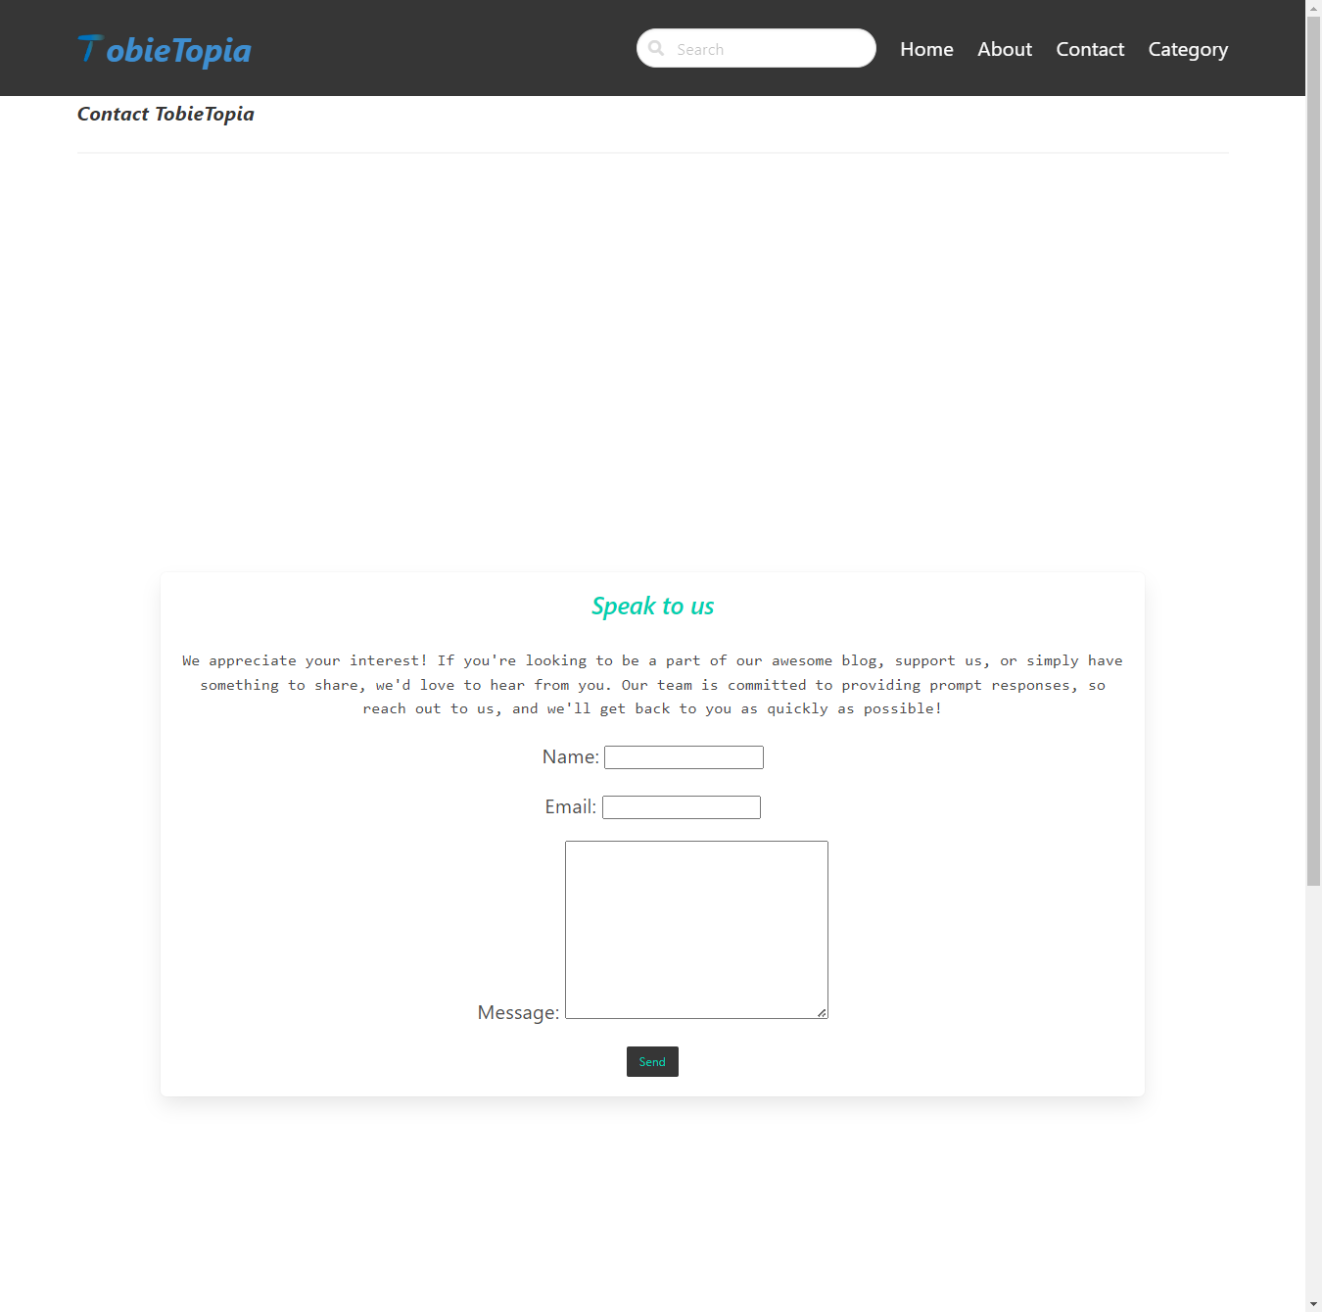 TobieTopia
Search
Home About Contact Category
Contact TobieTopia
Speak to us
We appreciate your interest! If you're looking to be a part of our awesome blog, support us, or simply have
something to share, we'd love to hear from you. Our team is committed to providing prompt responses, so
reach out to us, and we'll get back to you as quickly as possible!
Name:
Email:
Message:
Send